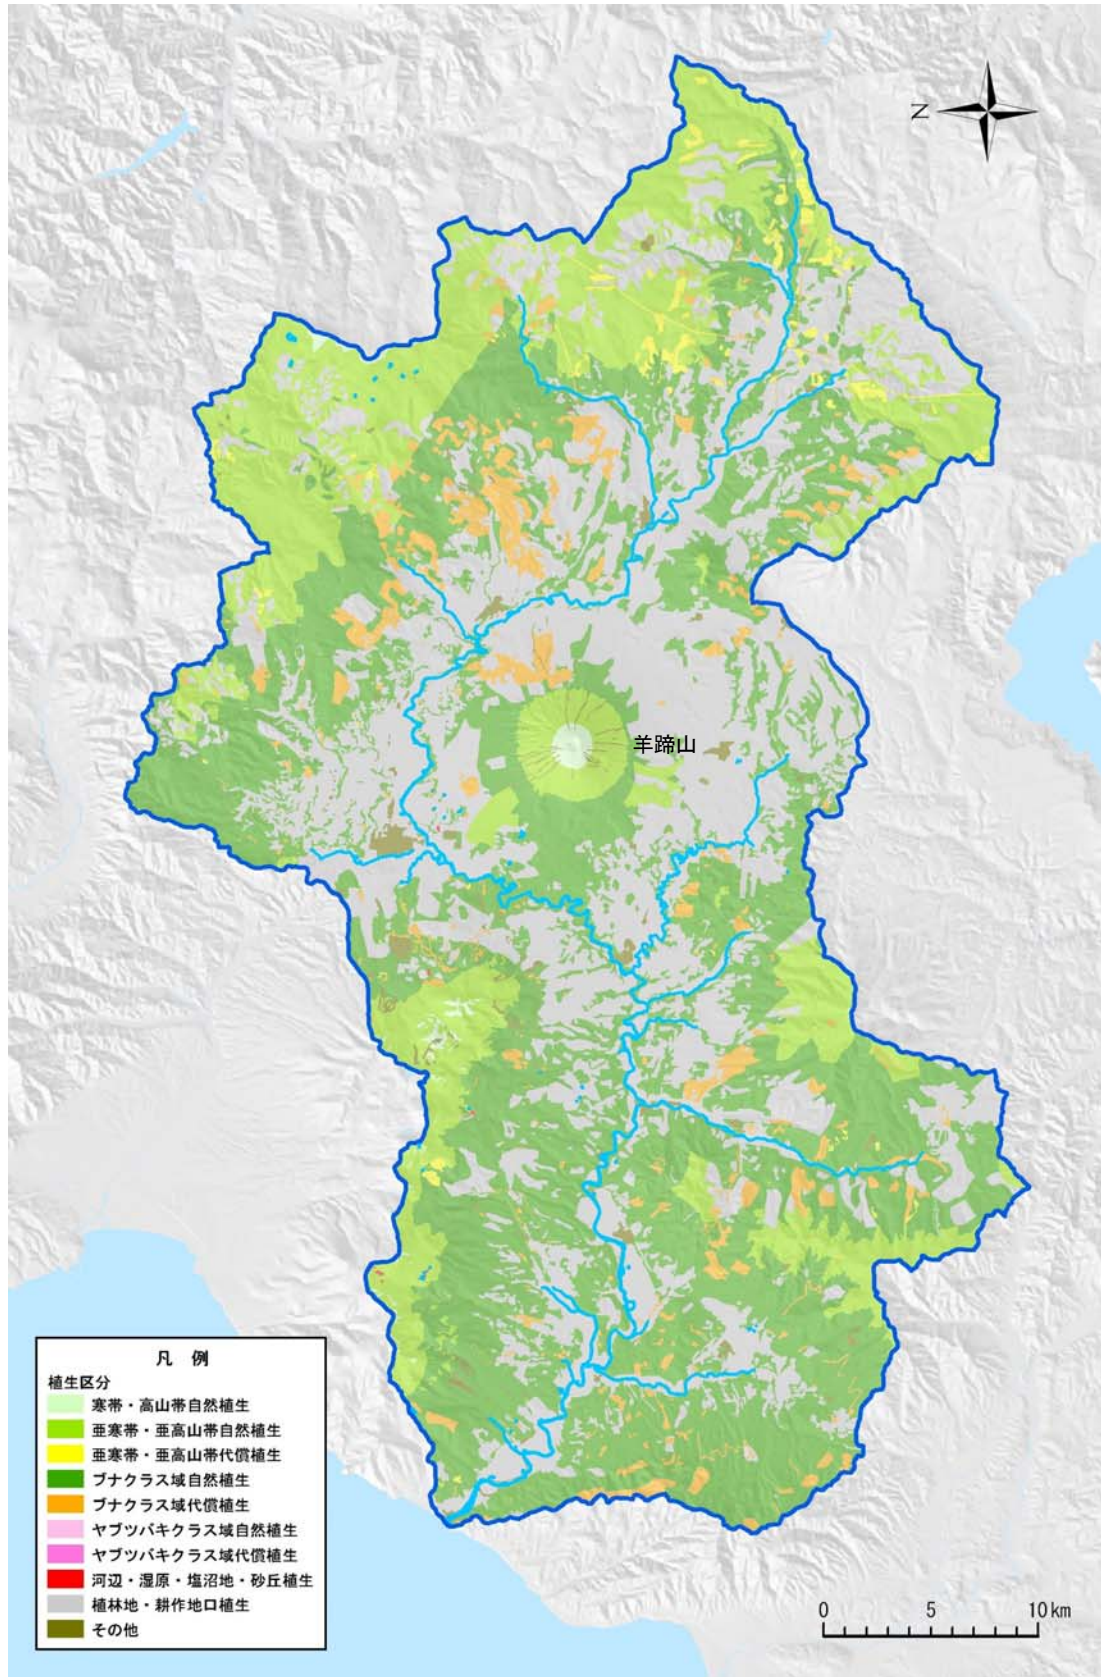 N
羊蹄山
凡 例
植生区分
寒帯・高山帯自然植生
亜寒帯・亜高山帯自然植生
亜寒帯・亜高山帯代償植生
ブナクラス域自然植生
ブナクラス域代償植生
ヤブツバキクラス域自然植生
ヤブツバキクラス域代償植生
河辺・湿原・塩沼地・砂丘植生
植林地・耕作地口植生
その他
0 5 10km